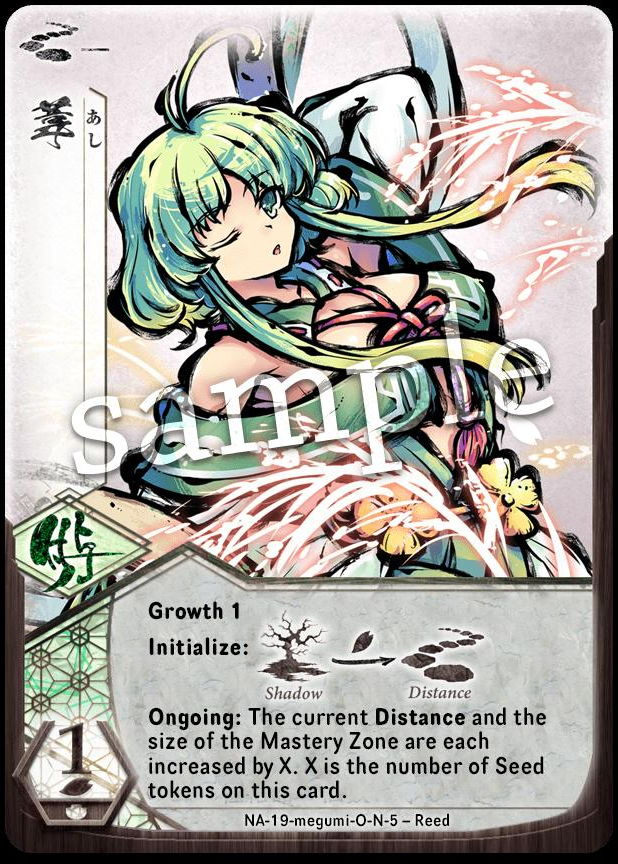 葦
あし
sample
Growth 1
Initialize:
Shadow Distance
Ongoing: The current Distance and the
size of the Mastery Zone are each
increased by X. X is the number of Seed
tokens on this card.
1
NA-19-megumi-O-N-5 – Reed